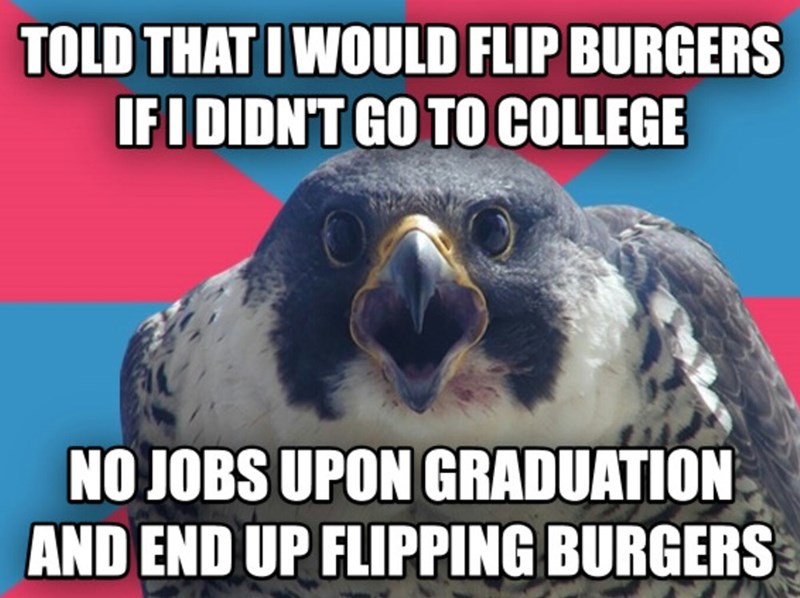 TOLD THAT I WOULD FLIP BURGERS
IF I DIDN'T GO TO COLLEGE
NO JOBS UPON GRADUATION
AND END UP FLIPPING BURGERS